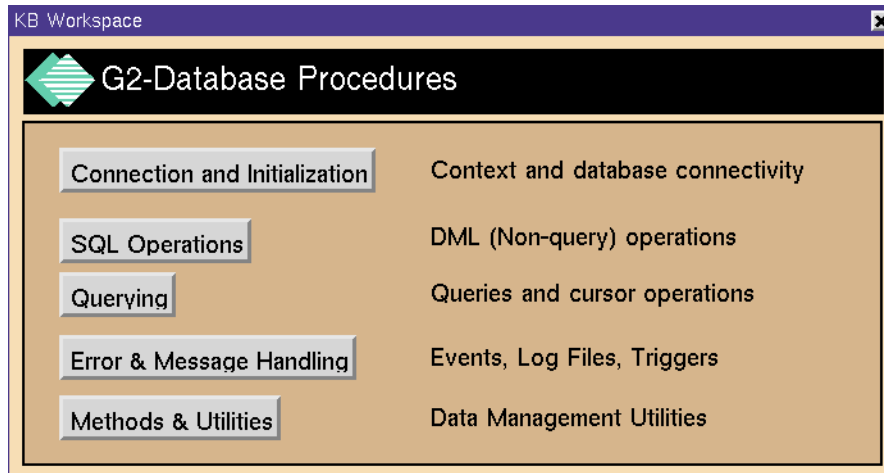 KB Workspace
G2-Database Procedures
Connection and Initialization Context and database connectivity
SQL Operations DML (Non-query) operations
Querying Queries and cursor operations
Error & Message Handling Events, Log Files, Triggers
Methods & Utilities Data Management Utilities